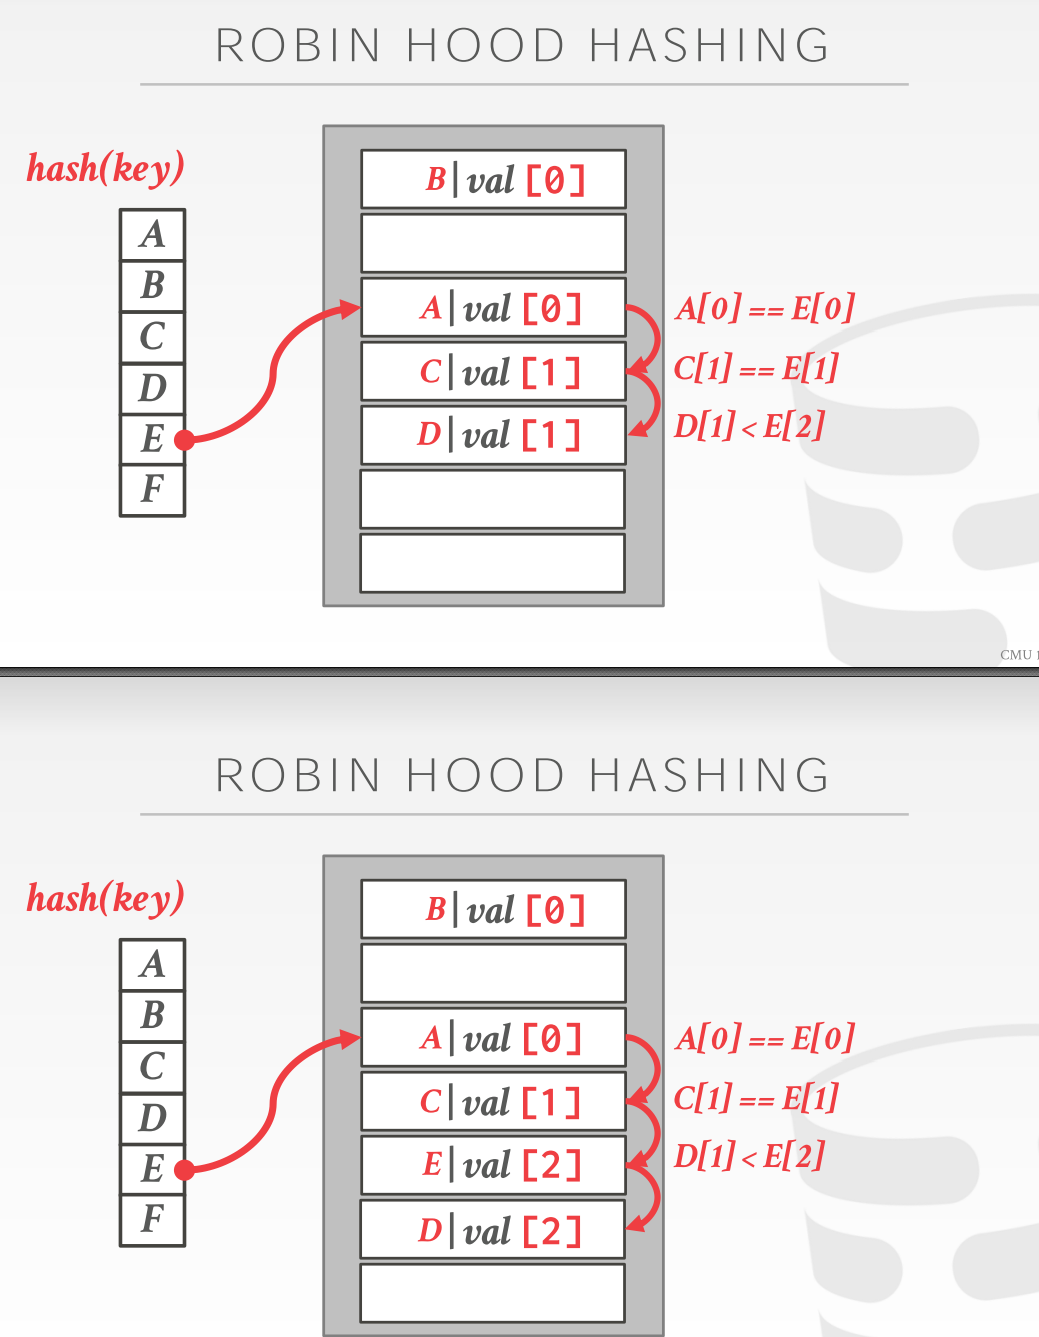 ROBIN HOOD HASHING
hash(key)
A
B
C
D
E
F
B|val [0]
A|val [0]
C|val [1]
D|val [1]
A[0] == E[0]
C[1] == E[1]
D[1] < E[2]
CMU 1
ROBIN HOOD HASHING
hash(key)
A
B
C
D
E
F
B|val [0]
A|val [0]
C|val [1]
E|val [2]
D|val [2]
A[0] == E[0]
C[1] == E[1]
D[1] < E[2]